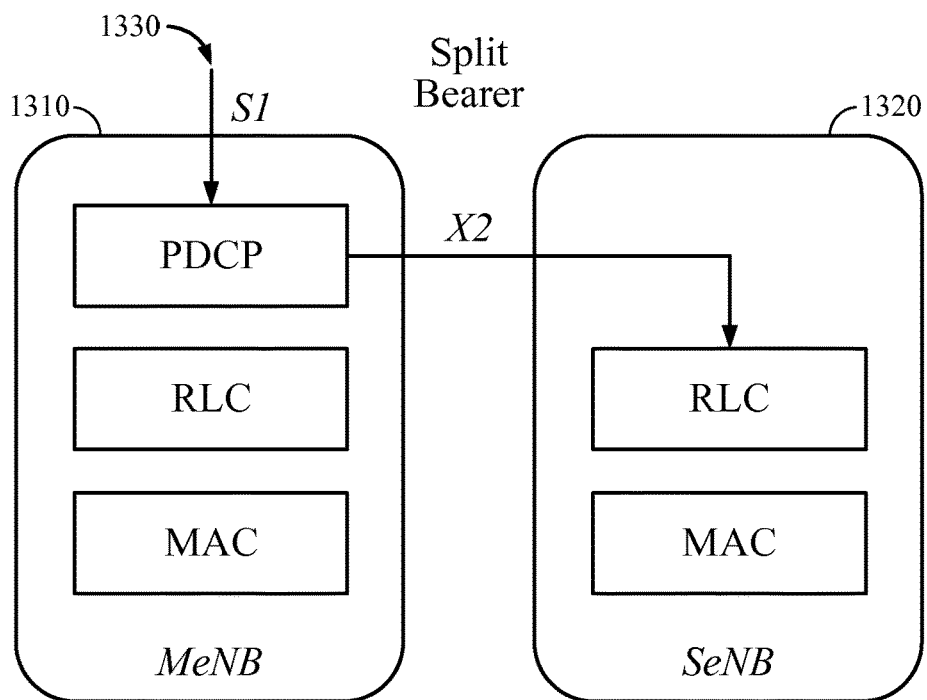 1330
Split
Bearer
1310
S1
1320
PDCP
X2
RLC
RLC
MAC
MAC
MeNB
SeNB